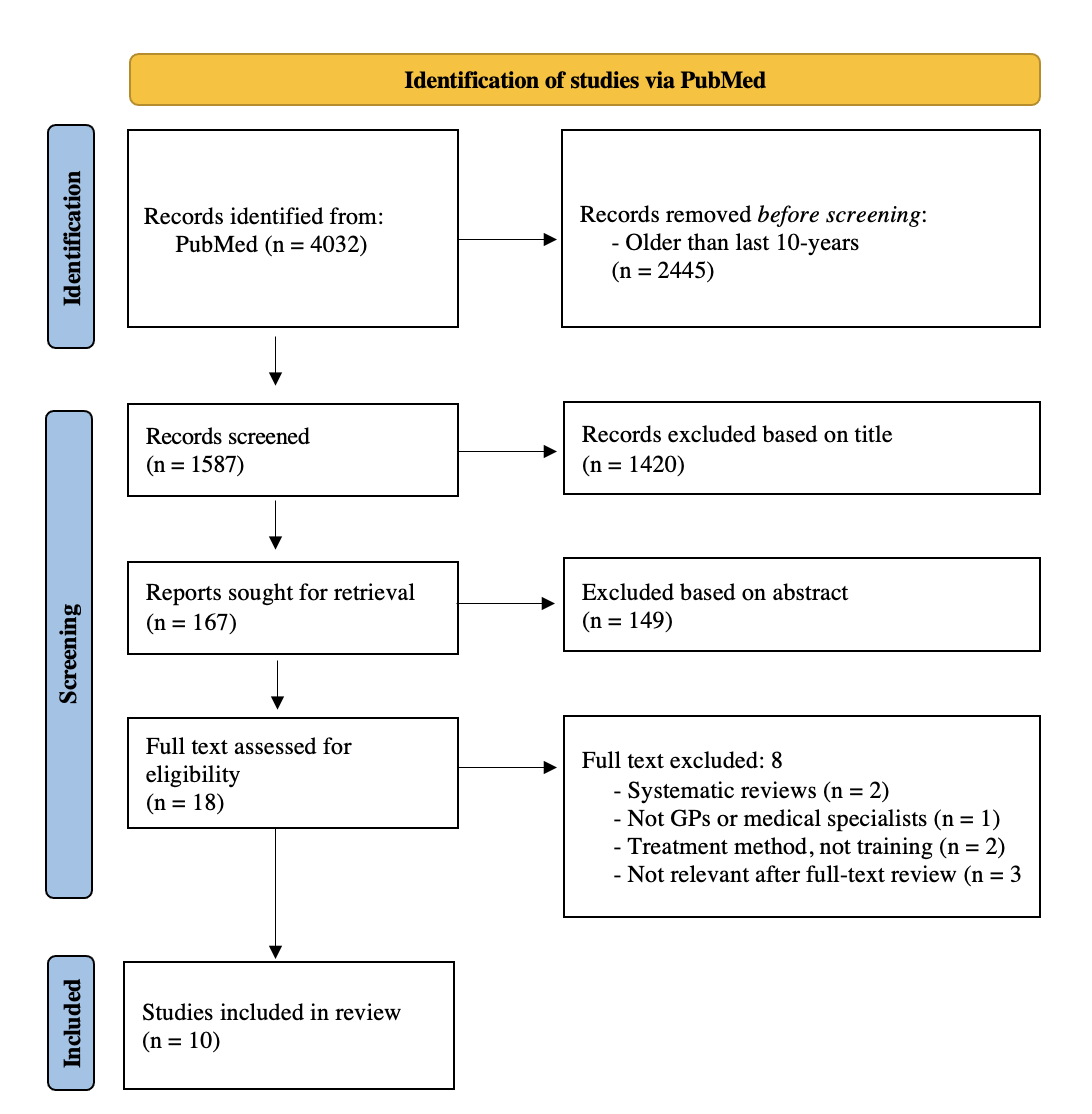 Identification of studies via PubMed
Identification
Records identified from:
PubMed (n = 4032)
Records removed before screening:
- Older than last 10-years
(n = 2445)
Screening
Records screened
(n = 1587)
Records excluded based on title
(n = 1420)
Reports sought for retrieval
(n = 167)
Excluded based on abstract
(n = 149)
Full text assessed for
eligibility
(n = 18)
Full text excluded: 8
- Systematic reviews (n = 2)
- Not GPs or medical specialists (n = 1)
- Treatment method, not training (n = 2)
- Not relevant after full-text review (n = 3
Included
Studies included in review
(n = 10)